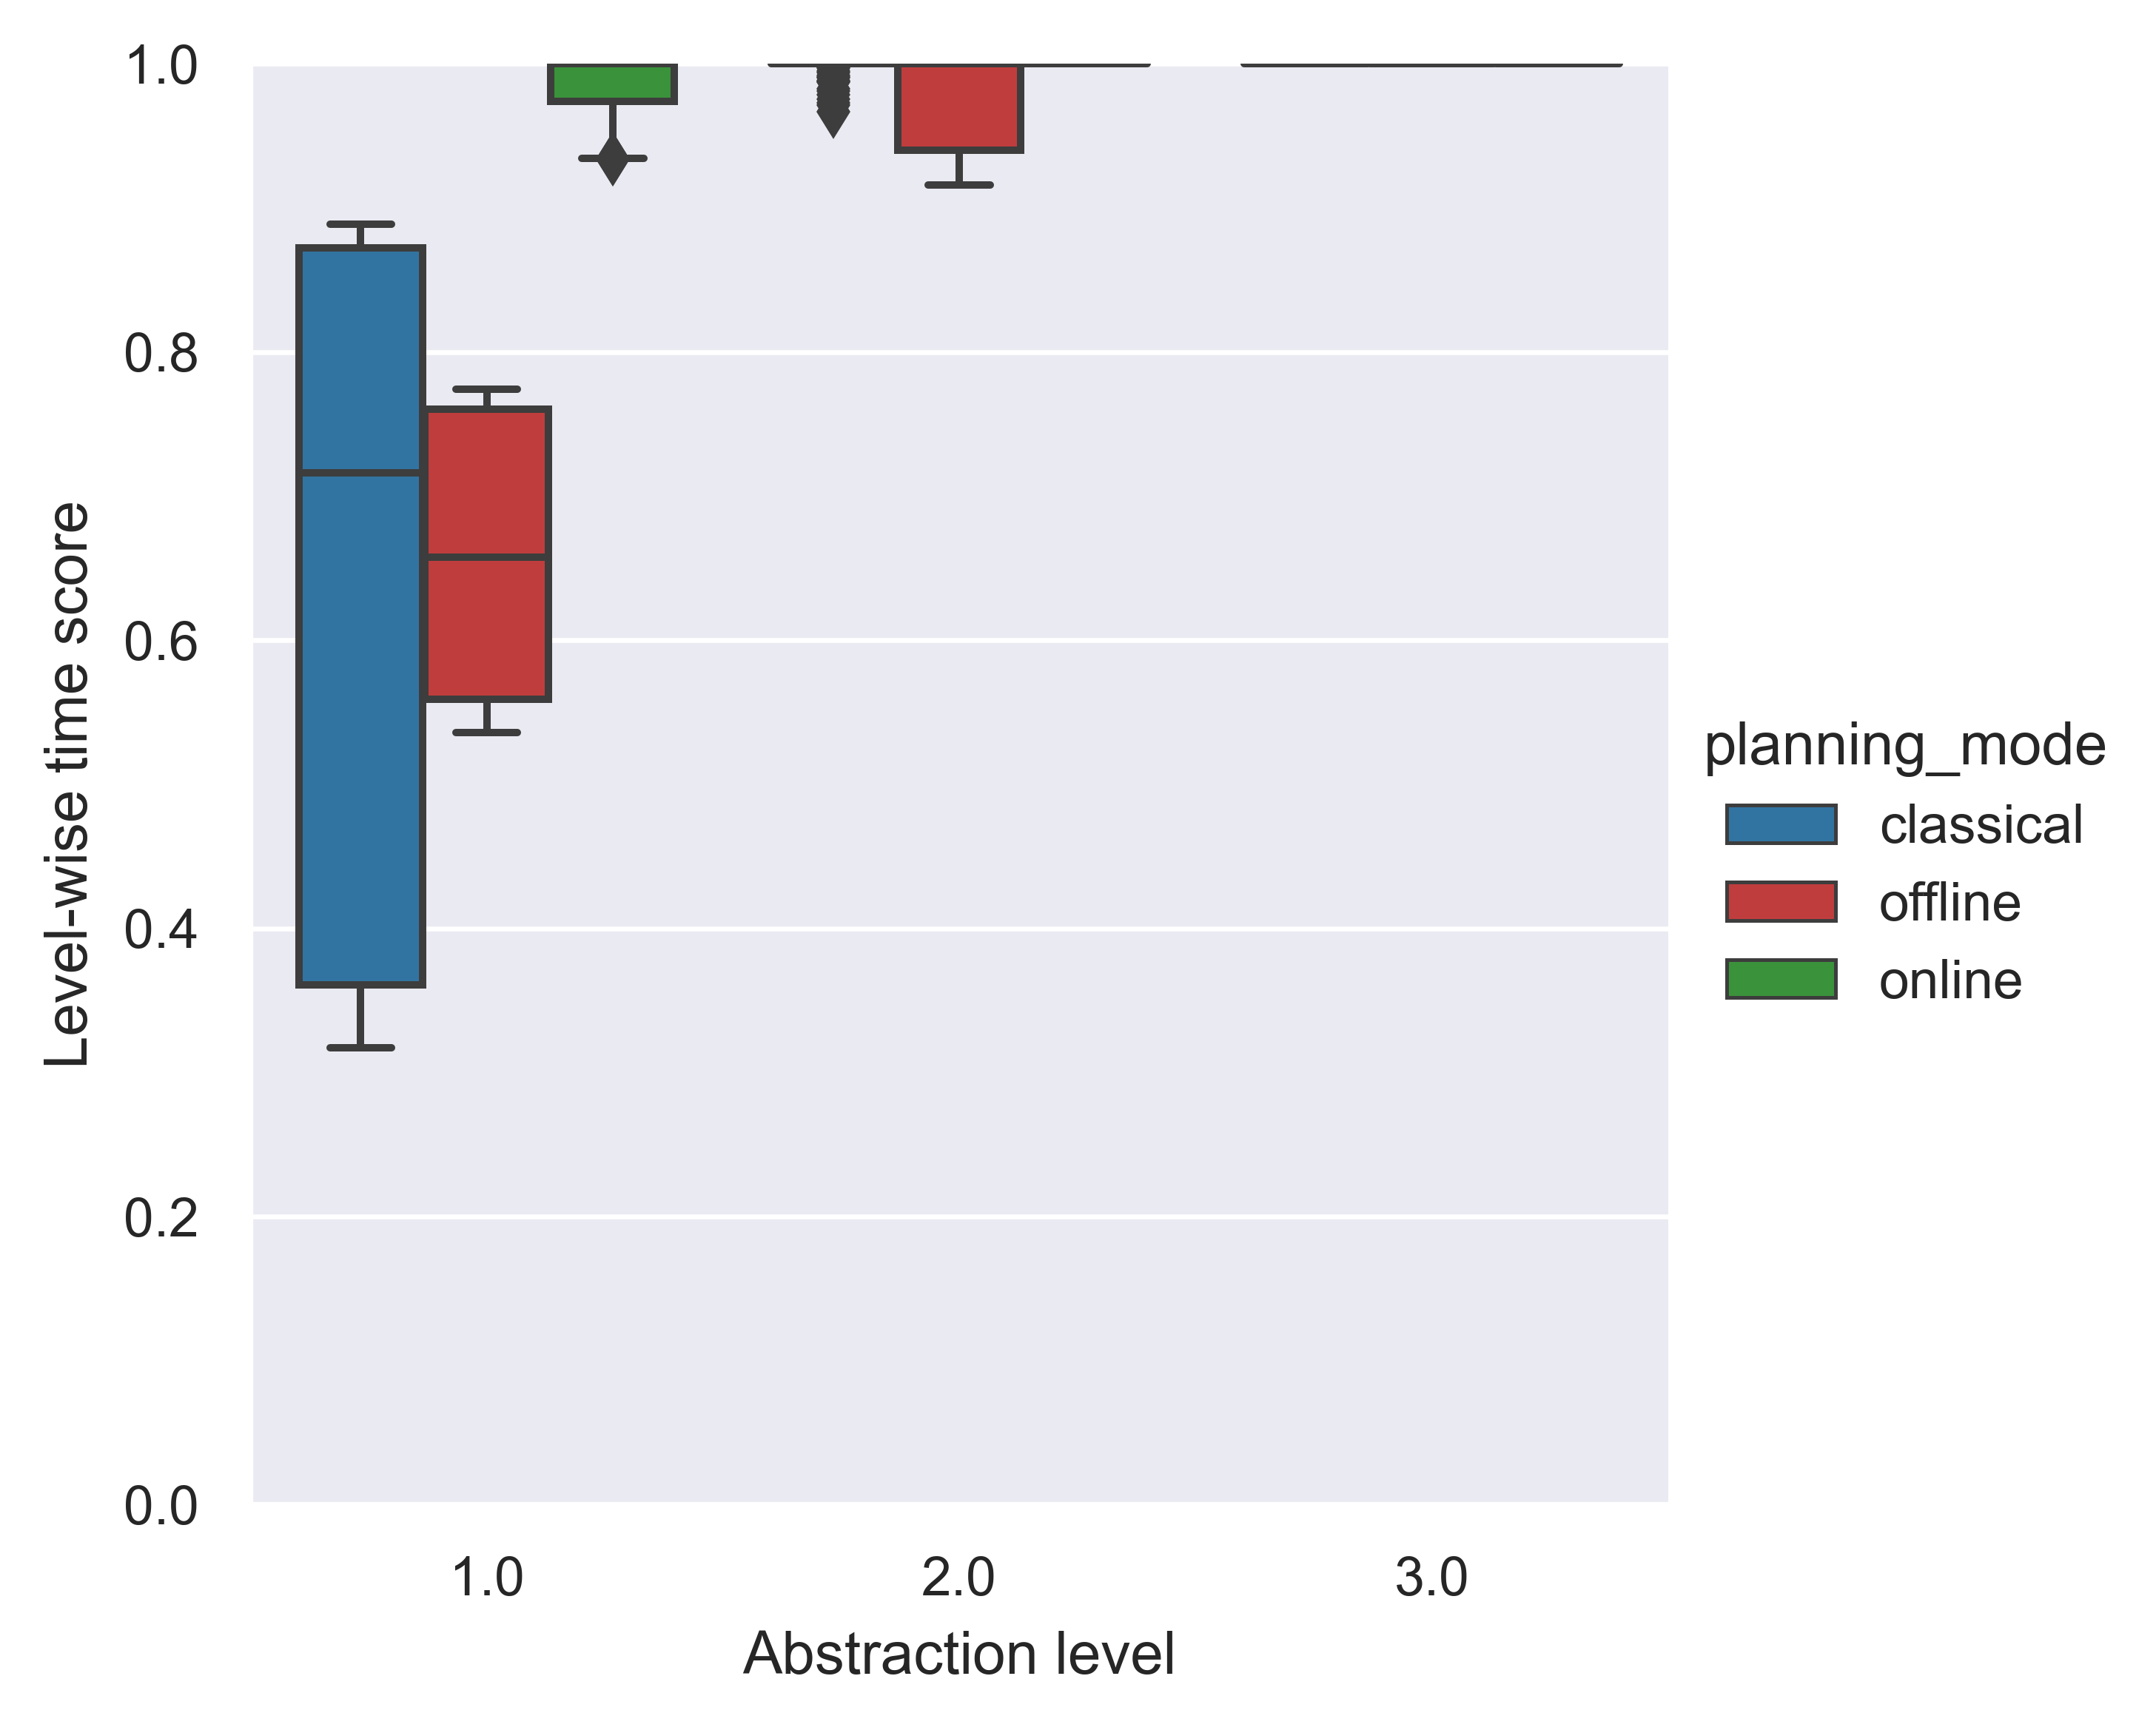 1.0
0.8
0.6
0.4
0.2
0.0
Level-wise time score
1.0 2.0 3.0
Abstraction level
planning_mode
classical
offline
online